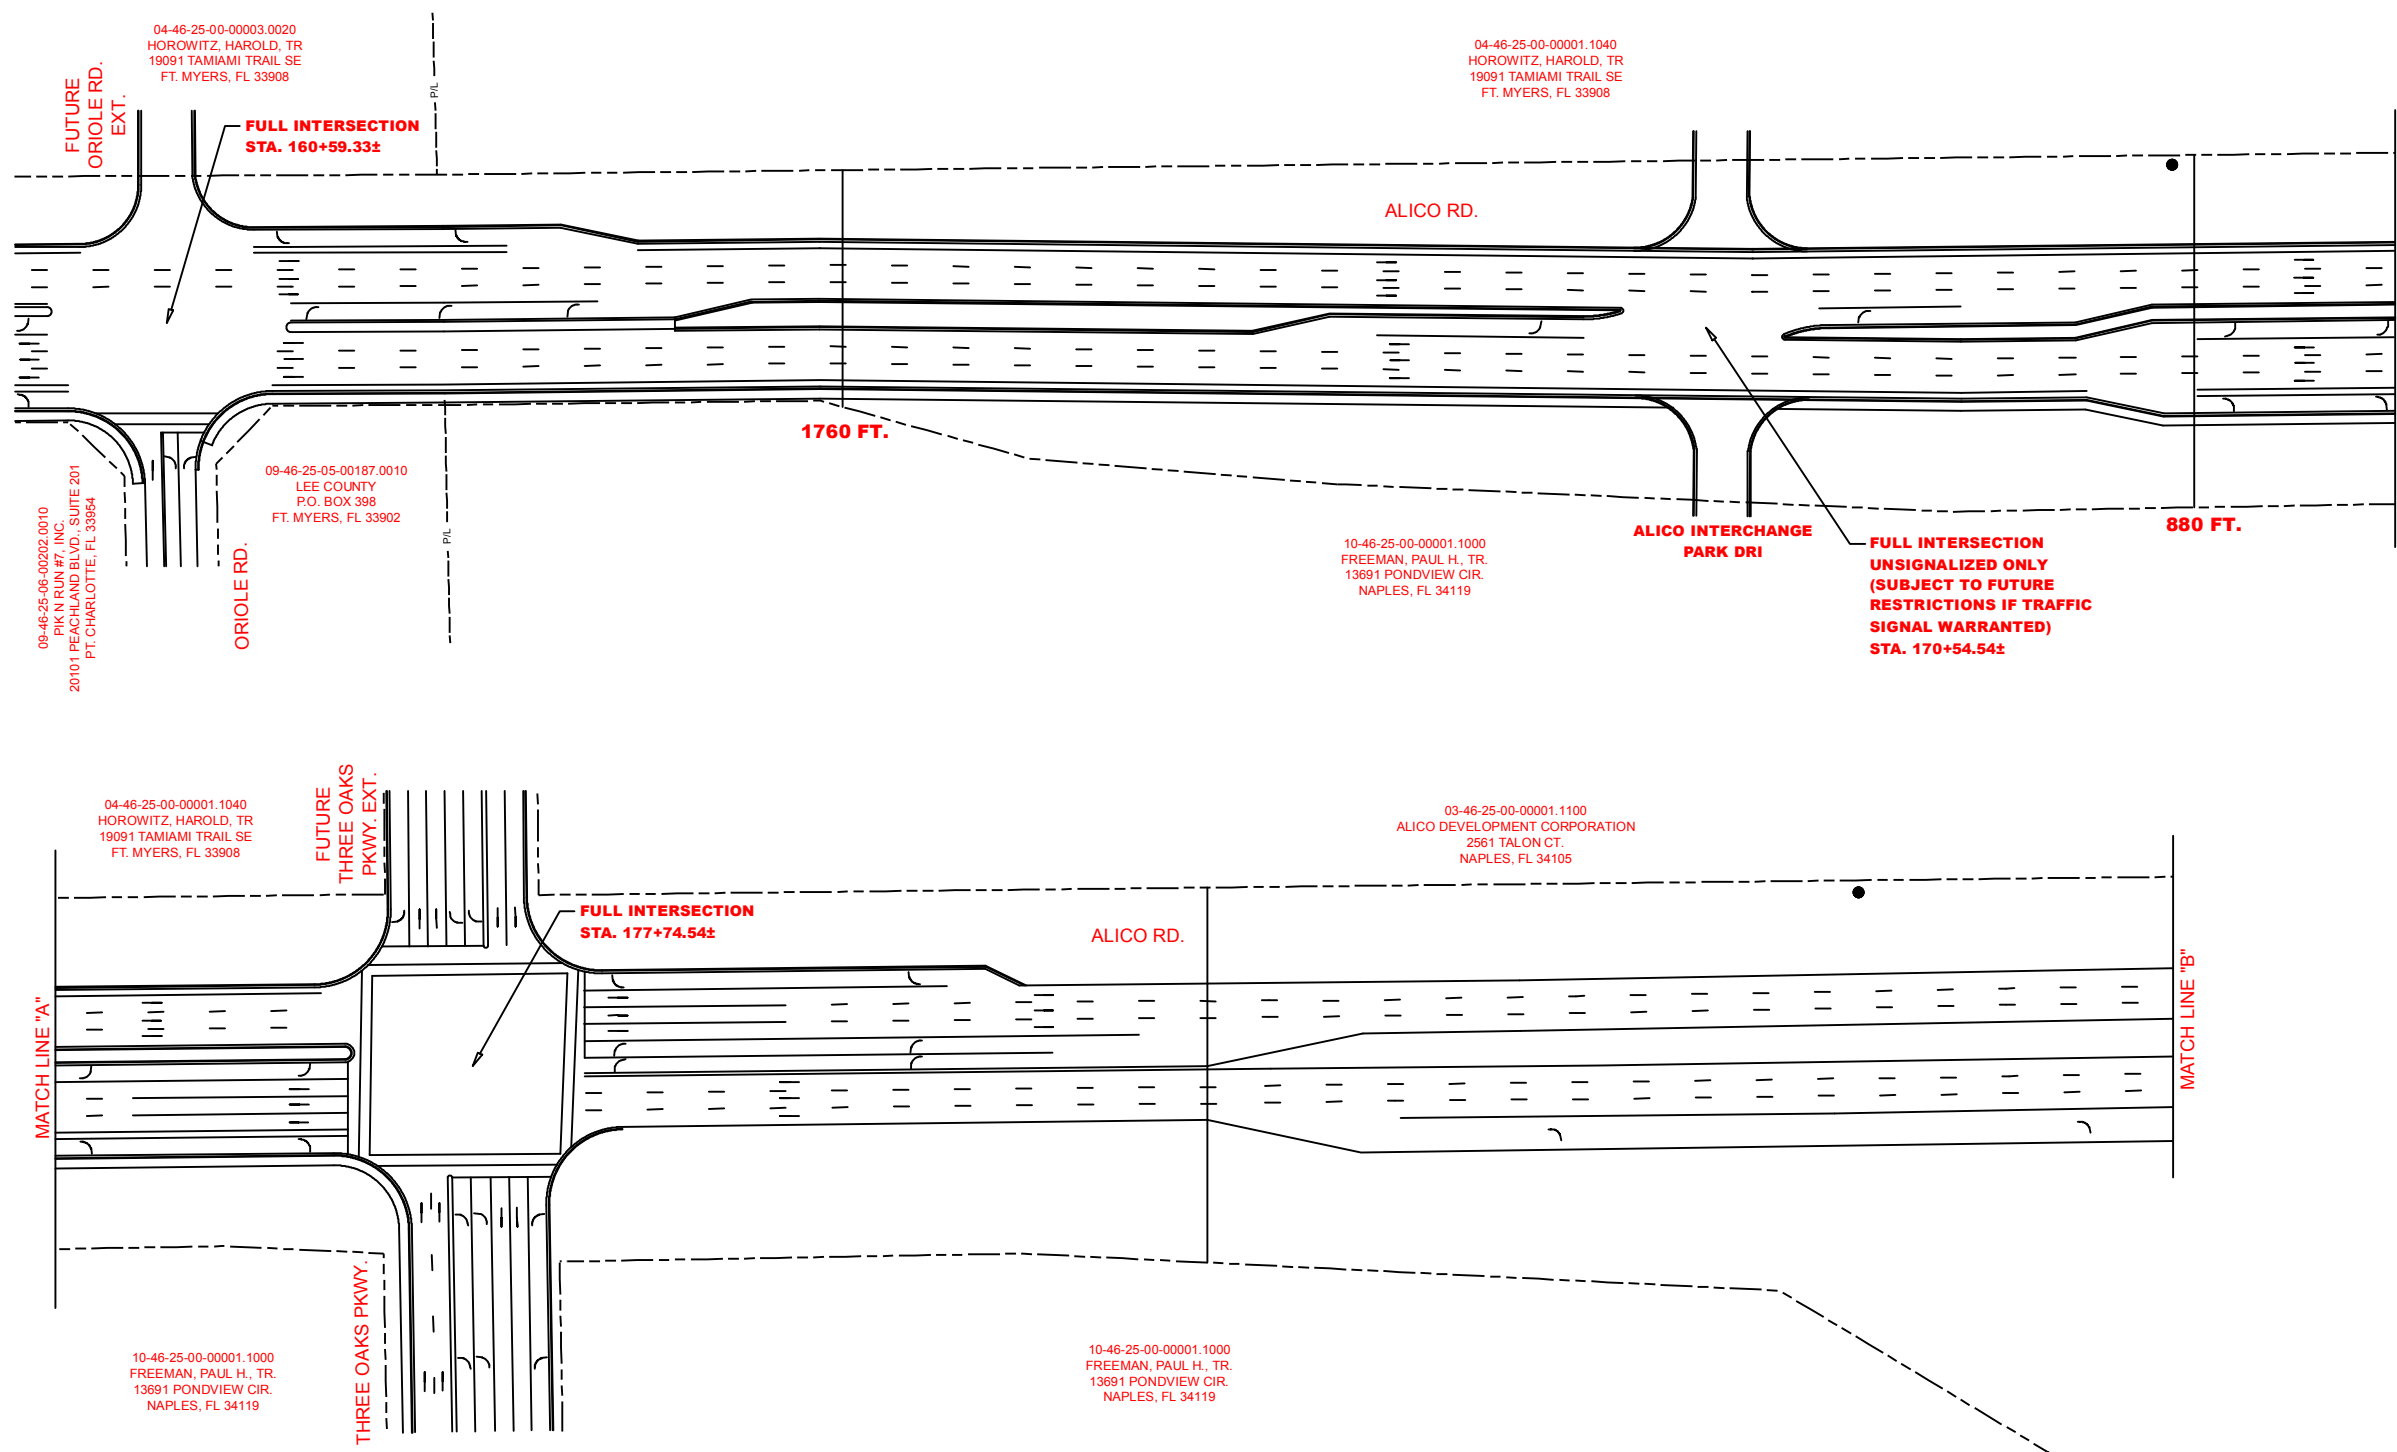 04-46-25-00-00003.0020
HOROWITZ, HAROLD, TR
19091 TAMIAMI TRAIL SE
FT. MYERS, FL 33908
FUTURE
ORIOLE RD.
EXT.
FULL INTERSECTION
STA. 160+59.33±
P/L
04-46-25-00-00001.1040
HOROWITZ, HAROLD, TR
19091 TAMIAMI TRAIL SE
FT. MYERS, FL 33908
ALICO RD.
1760 FT.
09-46-25-06-00202.0010
PIK N RUN #7, INC.
20101 PEACHLAND BLVD., SUITE 201
PT. CHARLOTTE, FL 33954
09-46-25-05-00187.0010
LEE COUNTY
P.O. BOX 398
FT. MYERS, FL 33902
ORIOLE RD.
P/L
10-46-25-00-00001.1000
FREEMAN, PAUL H., TR.
13691 PONDVIEW CIR.
NAPLES, FL 34119
ALICO INTERCHANGE
PARK DRI
FULL INTERSECTION
UNSIGNALIZED ONLY
(SUBJECT TO FUTURE
RESTRICTIONS IF TRAFFIC
SIGNAL WARRANTED)
STA. 170+54.54±
880 FT.
04-46-25-00-00001.1040
HOROWITZ, HAROLD, TR
19091 TAMIAMI TRAIL SE
FT. MYERS, FL 33908
FUTURE
THREE OAKS
PKWY. EXT.
FULL INTERSECTION
STA. 177+74.54±
ALICO RD.
03-46-25-00-00001.1100
ALICO DEVELOPMENT CORPORATION
2561 TALON CT.
NAPLES, FL 34105
MATCH LINE "A"
MATCH LINE "B"
THREE OAKS PKWY.
10-46-25-00-00001.1000
FREEMAN, PAUL H., TR.
13691 PONDVIEW CIR.
NAPLES, FL 34119
10-46-25-00-00001.1000
FREEMAN, PAUL H., TR.
13691 PONDVIEW CIR.
NAPLES, FL 34119